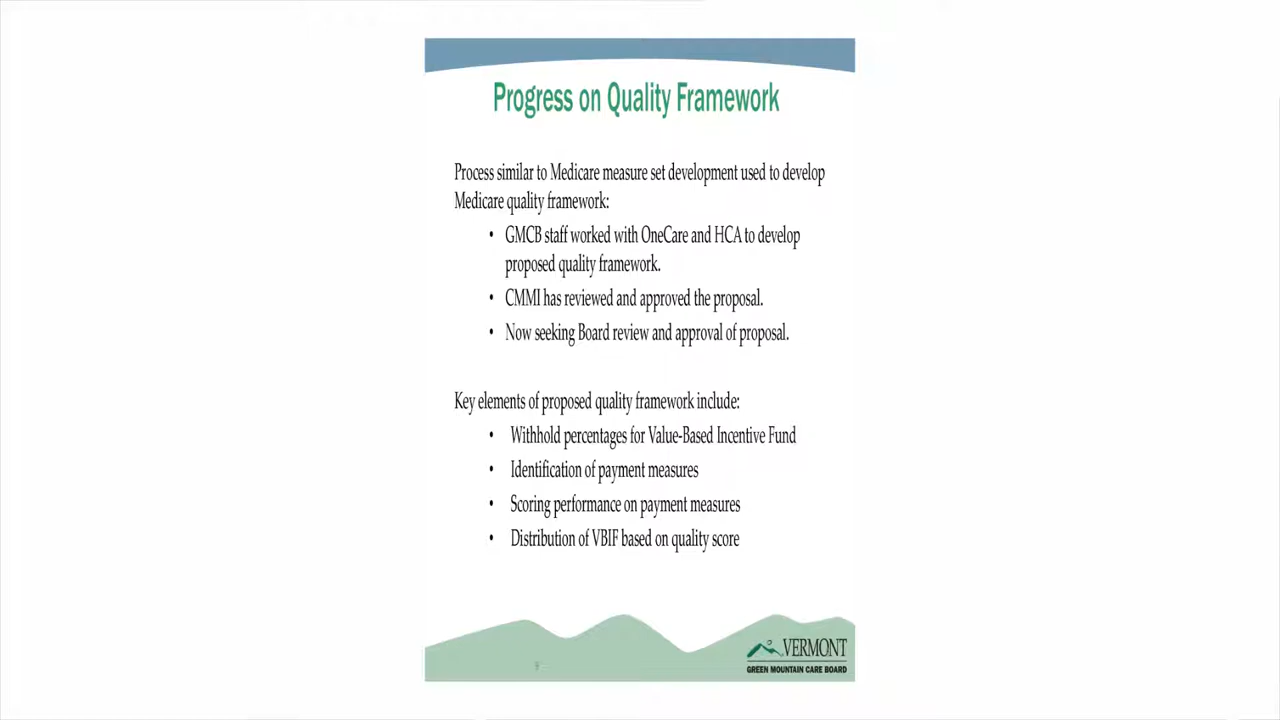 Progress on Quality Framework
Process similar to Medicare measure set development used to develop
Medicare quality framework:
• GMCB staff worked with OneCare and HCA to develop
proposed quality framework.
• CMMI has reviewed and approved the proposal.
• Now seeking Board review and approval of proposal.
Key elements of proposed quality framework include:
• Withhold percentages for Value-Based Incentive Fund
• Identification of payment measures
• Scoring performance on payment measures
• Distribution of VBIF based on quality score
VERMONT
GREEN MOUNTAIN CARE BOARD